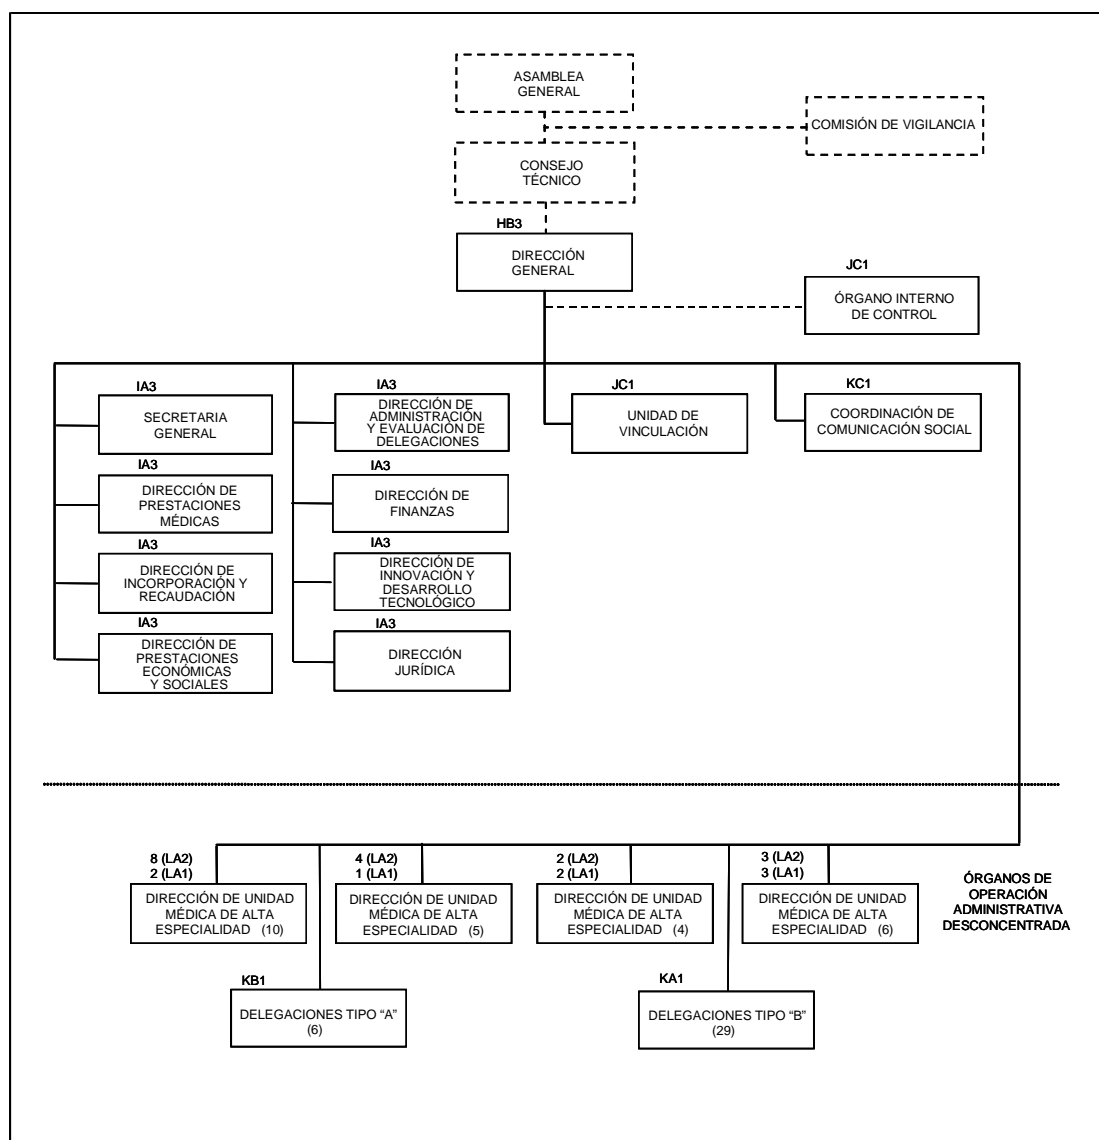 ASAMBLEA
GENERAL
COMISIÓN DE VIGILANCIA
CONSEJO
TÉCNICO
HB3
DIRECCIÓN
GENERAL
JC1
ÓRGANO INTERNO
DE CONTROL
IA3
SECRETARIA
GENERAL
IA3
DIRECCIÓN DE
ADMINISTRACIÓN
Y EVALUACIÓN DE
DELEGACIONES
JC1
UNIDAD DE
VINCULACIÓN
KC1
COORDINACIÓN DE
COMUNICACIÓN SOCIAL
IA3
DIRECCIÓN DE
PRESTACIONES
MÉDICAS
IA3
DIRECCIÓN DE
FINANZAS
IA3
DIRECCIÓN DE
INCORPORACIÓN Y
RECAUDACIÓN
IA3
DIRECCIÓN DE
INNOVACIÓN Y
DESARROLLO
TECNOLÓGICO
IA3
DIRECCIÓN DE
PRESTACIONES
ECONÓMICAS
Y SOCIALES
IA3
DIRECCIÓN
JURÍDICA
8 (LA2)
2 (LA1)
DIRECCIÓN DE UNIDAD
MÉDICA DE ALTA
ESPECIALIDAD (10)
4 (LA2)
1 (LA1)
DIRECCIÓN DE UNIDAD
MÉDICA DE ALTA
ESPECIALIDAD (5)
2 (LA2)
2 (LA1)
DIRECCIÓN DE UNIDAD
MÉDICA DE ALTA
ESPECIALIDAD (4)
3 (LA2)
3 (LA1)
DIRECCIÓN DE UNIDAD
MÉDICA DE ALTA
ESPECIALIDAD (6)
ÓRGANOS DE
OPERACIÓN
ADMINISTRATIVA
DESCONCENTRADA
KB1
DELEGACIONES TIPO “A”
(6)
KA1
DELEGACIONES TIPO “B”
(29)